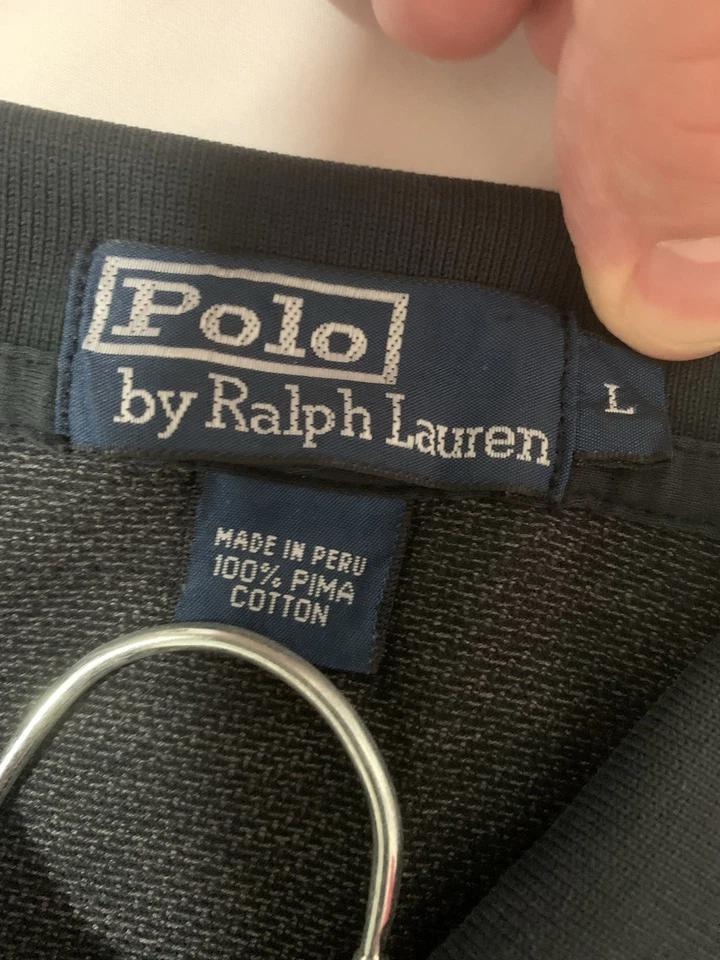 Polo
by Ralph Lauren
L
MADE IN PERU
100% PIMA
COTTON